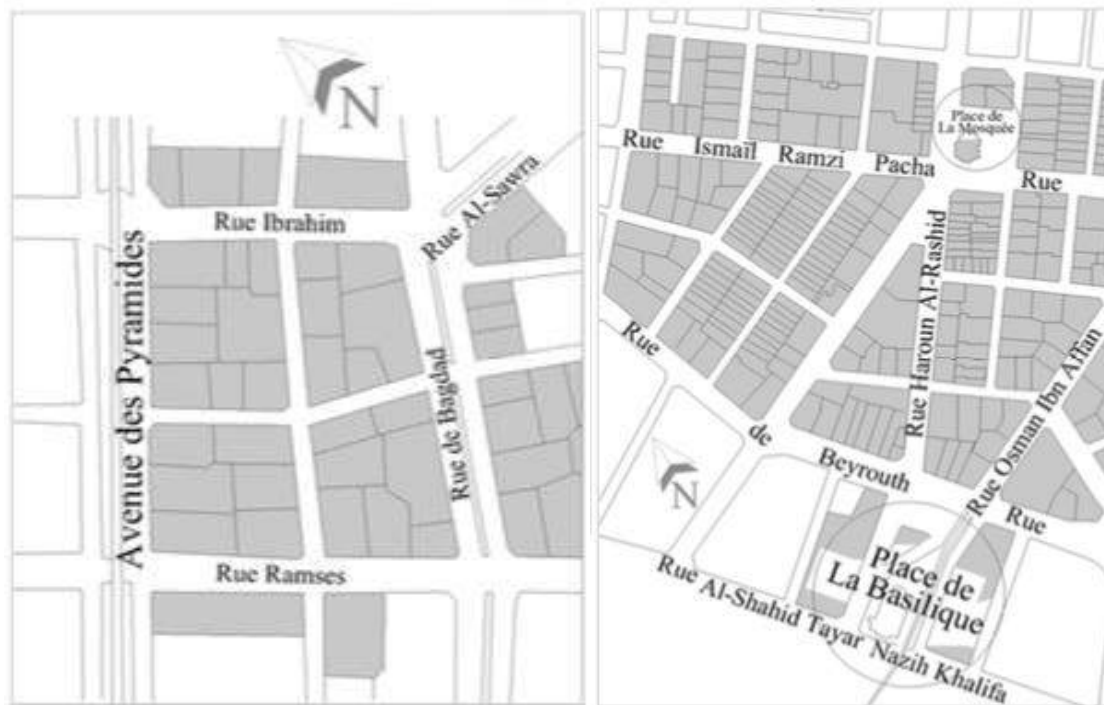 N
Rue Ibrahim
Rue Al-Sawra
Avenue des Pyramides
Rue de Bagdad
Rue Ramses
Place de
La Mosquée
Rue Ismaïl Ramzi Pacha Rue
Rue Haroun Al-Rashid
Rue Osman Ibn Affan
Rue de Beyrouth Rue
N
Place de
La Basilique
Rue Al-Shahid Tayar Nazih Khalifa